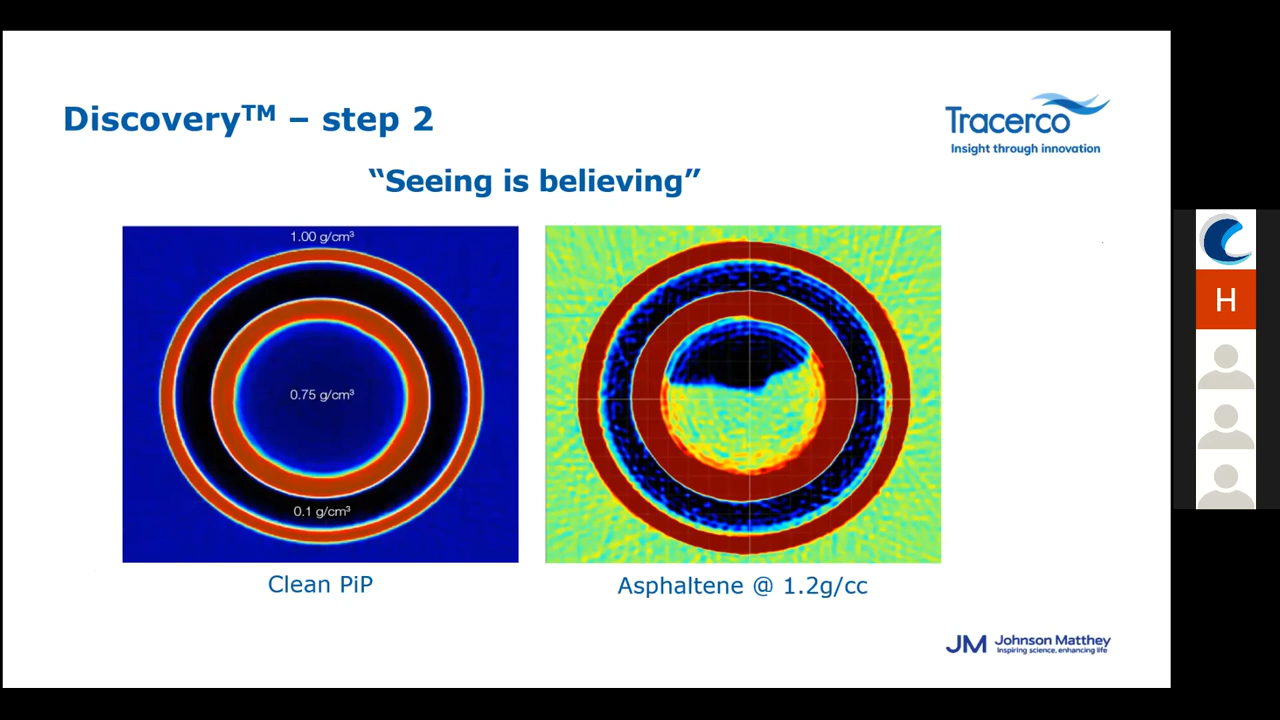 Discovery™ – step 2
Tracerco
Insight through innovation
“Seeing is believing”
1.00 g/cm³
0.75 g/cm³
0.1 g/cm³
H
Clean PiP
Asphaltene @ 1.2g/cc
JM Johnson Matthey
Inspiring science, enhancing life